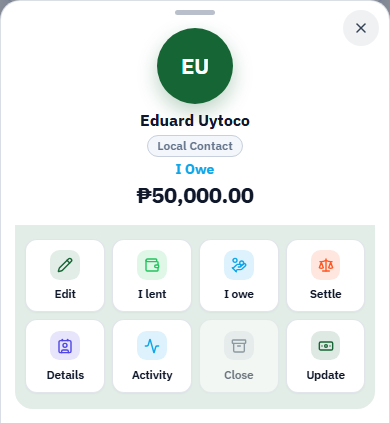 EU
Eduard Uytoco
Local Contact
I Owe
₱50,000.00
Edit
I lent
I owe
Settle
Details
Activity
Close
Update